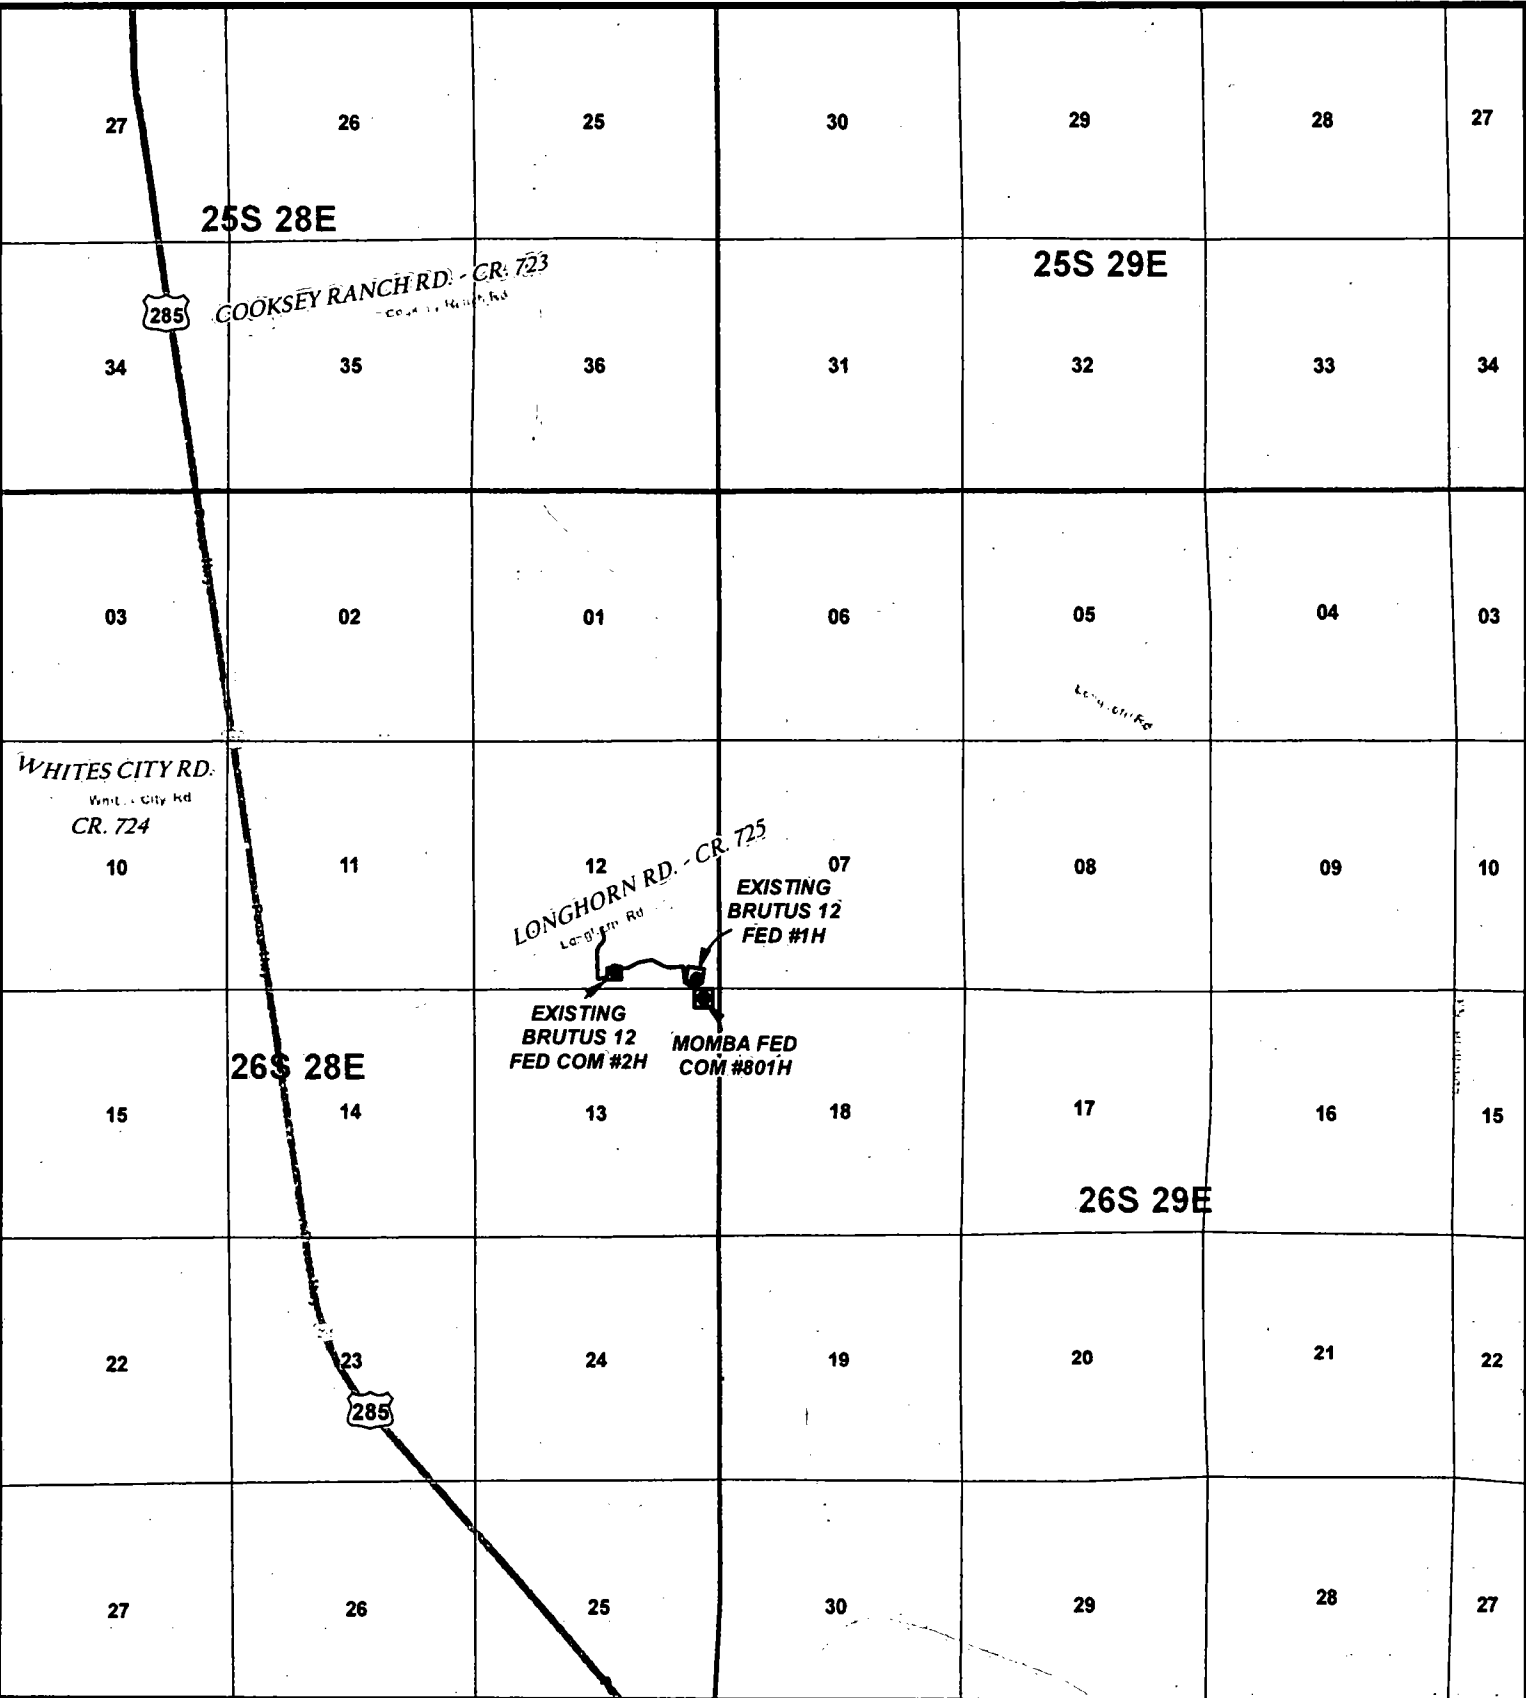 27 26 25 30 29 28 27
25S 28E
25S 29E
COOKSEY RANCH RD. - CR. 723
285
34 35 36 31 32 33 34
03 02 01 06 05 04 03
WHITES CITY RD.
City Rd
CR. 724
LONGHORN RD. - CR. 725
Rd
10 11 12 07 08 09 10
EXISTING
BRUTUS 12
FED #1H
EXISTING
BRUTUS 12
FED COM #2H
MOMBA FED
COM #801H
26S 28E
15 14 13 18 17 16 15
26S 29E
22 23 24 19 20 21 22
285
27 26 25 30 29 28 27